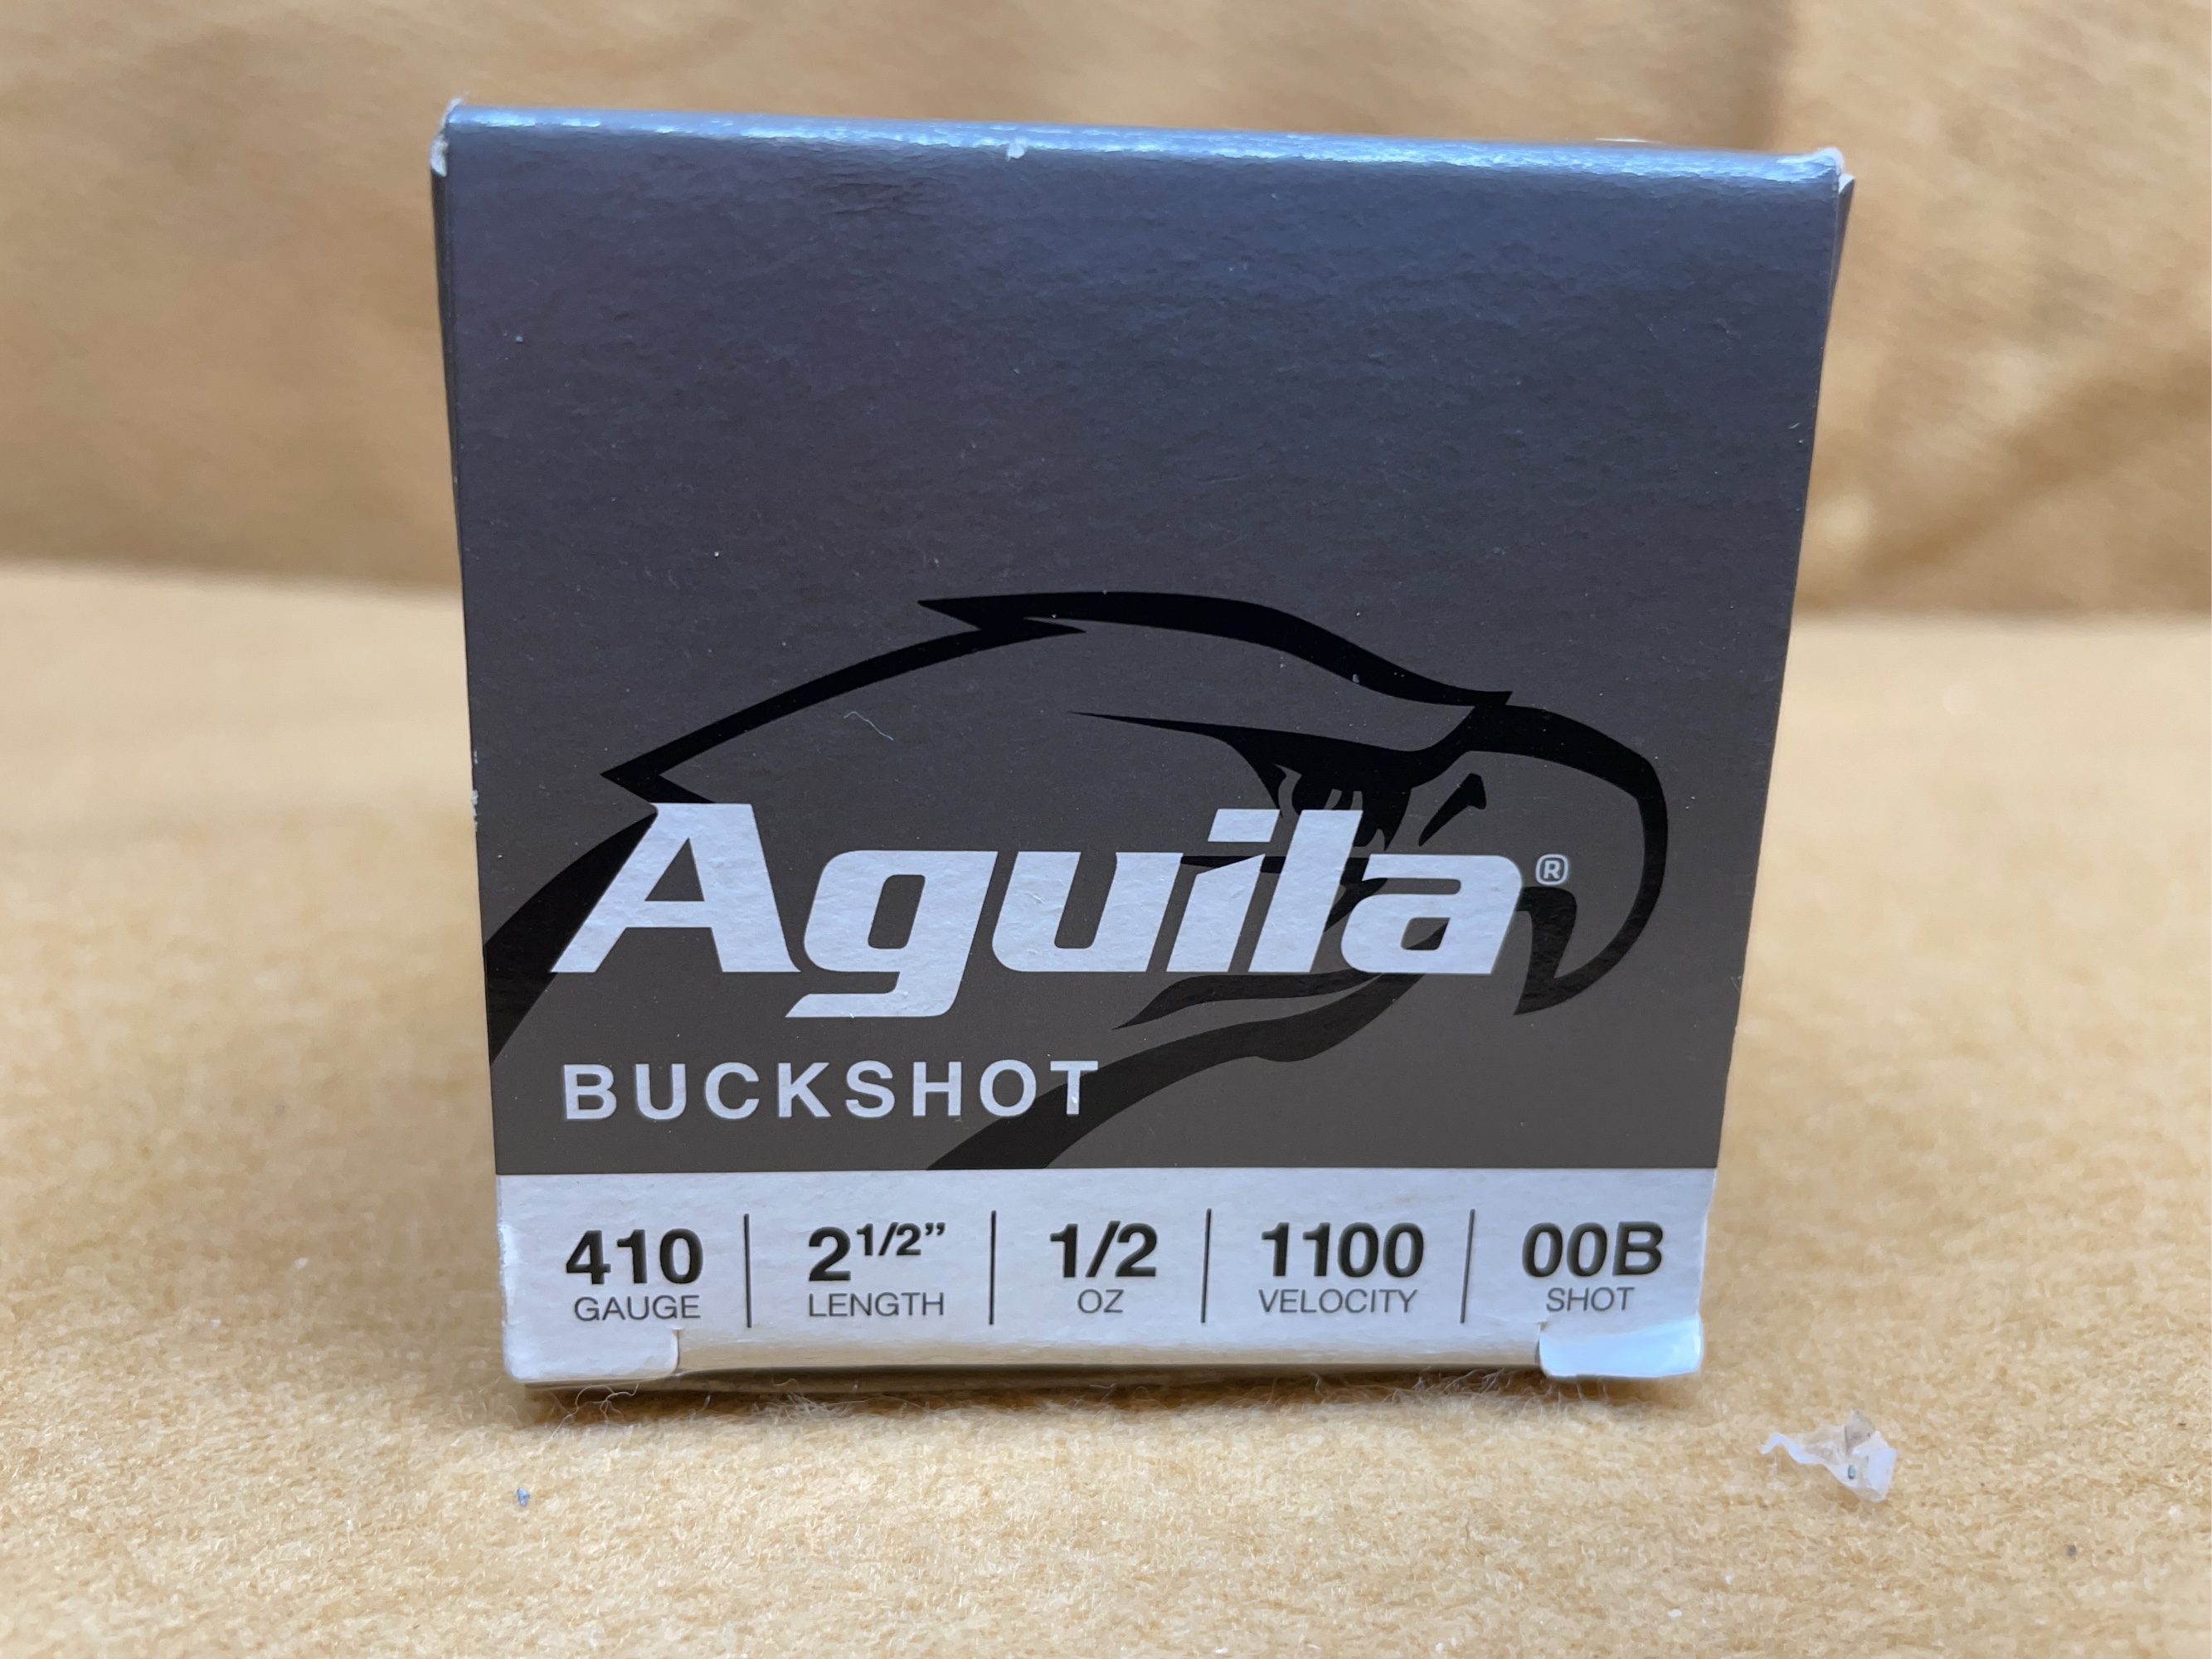 Aguila®
BUCKSHOT
410 2 1/2” 1/2 1100 00B
GAUGE LENGTH OZ VELOCITY SHOT